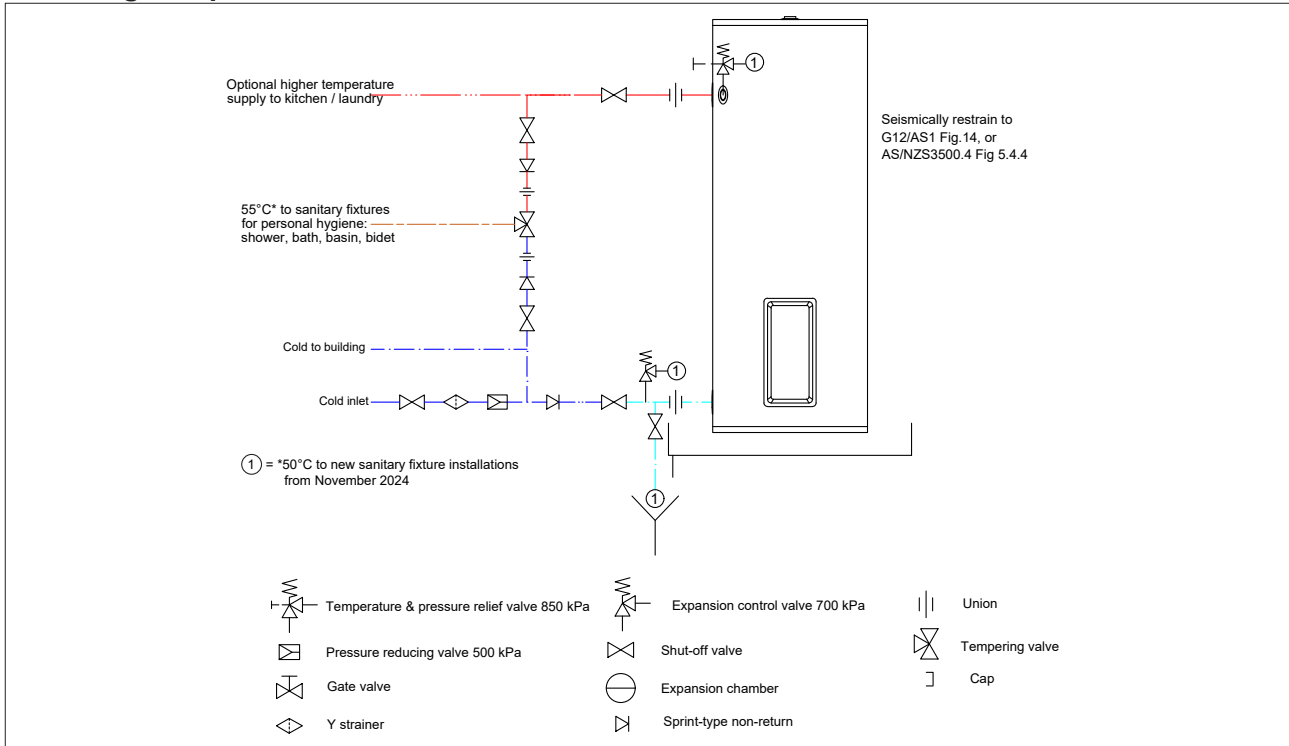 Optional higher temperature
supply to kitchen / laundry
1
Seismically restrain to
G12/AS1 Fig.14, or
AS/NZS3500.4 Fig 5.4.4
55°C* to sanitary fixtures
for personal hygiene:
shower, bath, basin, bidet
Cold to building
1
Cold inlet
1 = *50°C to new sanitary fixture installations
from November 2024
1
Temperature & pressure relief valve 850 kPa
Expansion control valve 700 kPa
Union
Pressure reducing valve 500 kPa
Shut-off valve
Tempering valve
Gate valve
Expansion chamber
Cap
Y strainer
Sprint-type non-return